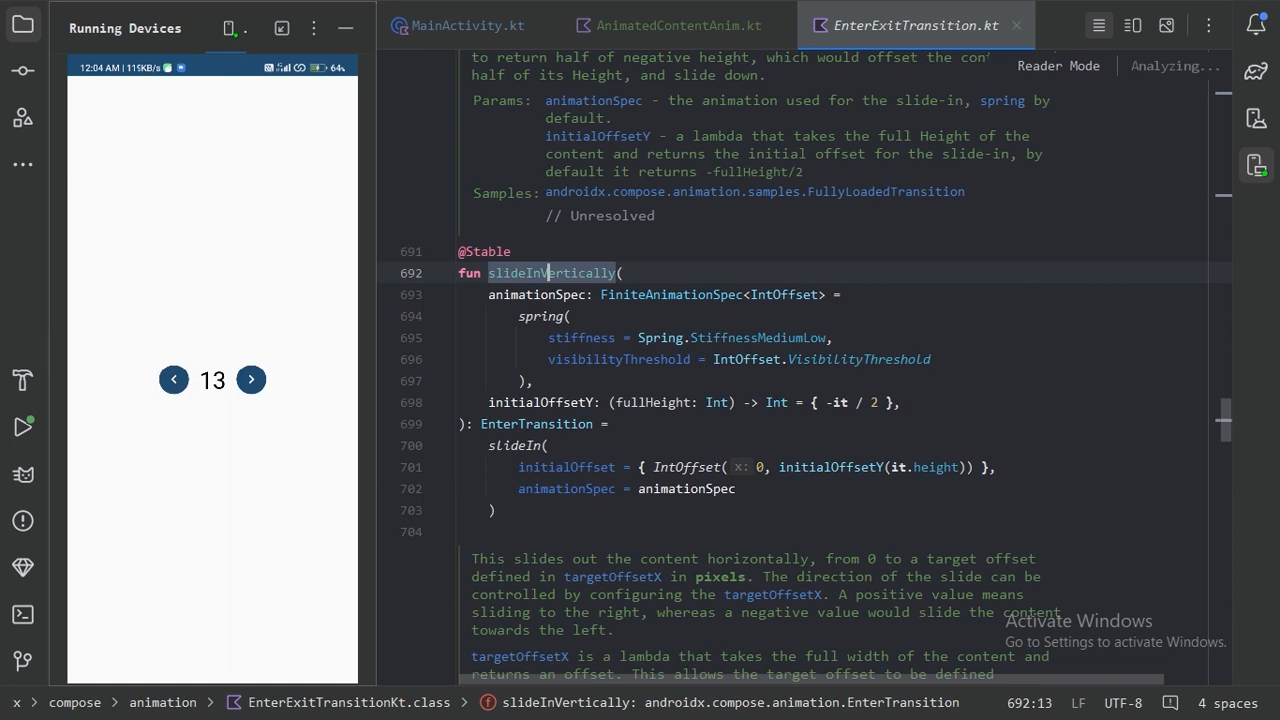 Running Devices
MainActivity.kt
AnimatedContentAnim.kt
EnterExitTransition.kt
12:04 AM | 119KB/s
64%
Reader Mode
Analyzing...
to return half of negative height, which would offset the con
half of its Height, and slide down.
Params: animationSpec - the animation used for the slide-in, spring by
default.
initialOffsetY - a lambda that takes the full Height of the
content and returns the initial offset for the slide-in, by
default it returns -fullHeight/2
Samples: androidx.compose.animation.samples.FullyLoadedTransition
// Unresolved
691 @Stable
692 fun slideInVertically(
693 animationSpec: FiniteAnimationSpec<IntOffset> =
694 spring(
695 stiffness = Spring.StiffnessMediumLow,
696 visibilityThreshold = IntOffset.VisibilityThreshold
697 ),
698 initialOffsetY: (fullHeight: Int) -> Int = { -it / 2 },
699 ): EnterTransition =
700 slideIn(
701 initialOffset = { IntOffset( x: 0, initialOffsetY(it.height)) },
702 animationSpec = animationSpec
703 )
704
This slides out the content horizontally, from 0 to a target offset
defined in targetOffsetX in pixels. The direction of the slide can be
controlled by configuring the targetOffsetX. A positive value means
sliding to the right, whereas a negative value would slide the content
towards the left.
targetOffsetX is a lambda that takes the full width of the content and
returns an offset. This allows the target offset to be defined
13
Activate Windows
Go to Settings to activate Windows.
x > compose > animation > EnterExitTransitionKt.class > slideInVertically: androidx.compose.animation.EnterTransition
692:13 LF UTF-8 4 spaces